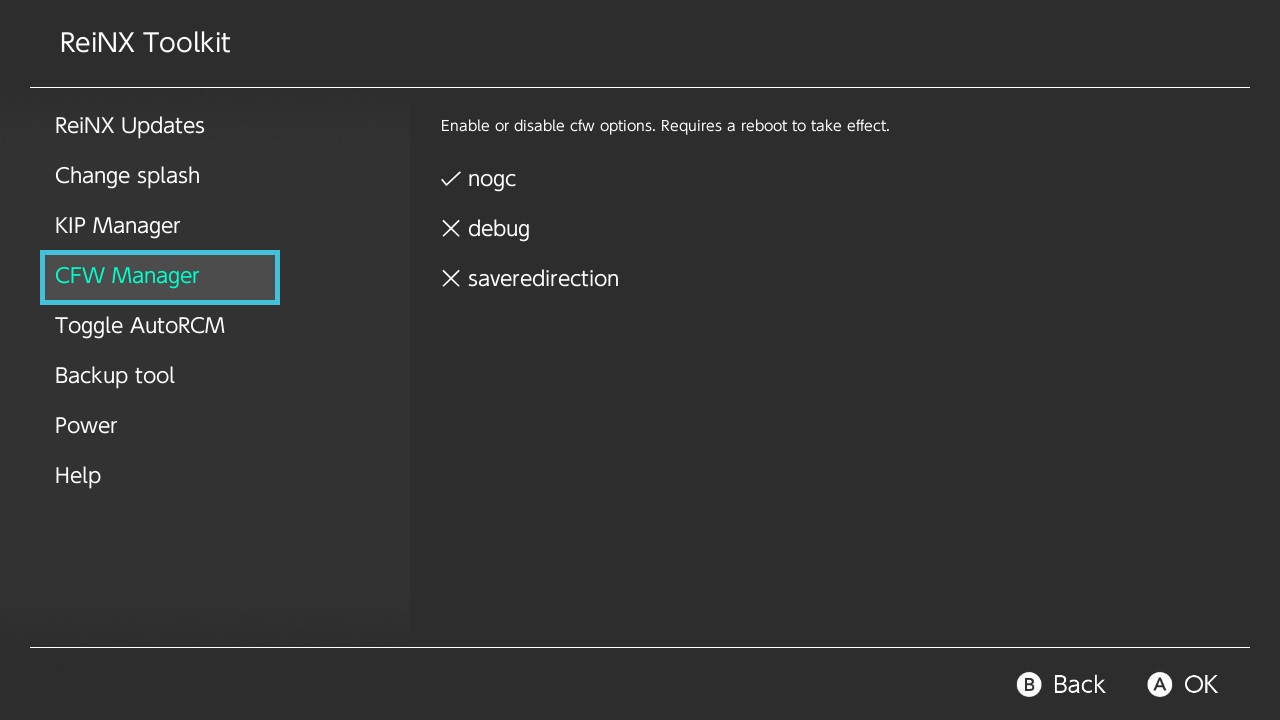 ReiNX Toolkit
ReiNX Updates
Change splash
KIP Manager
CFW Manager
Toggle AutoRCM
Backup tool
Power
Help
Enable or disable cfw options. Requires a reboot to take effect.
nogc
debug
saveredirection
B Back A OK